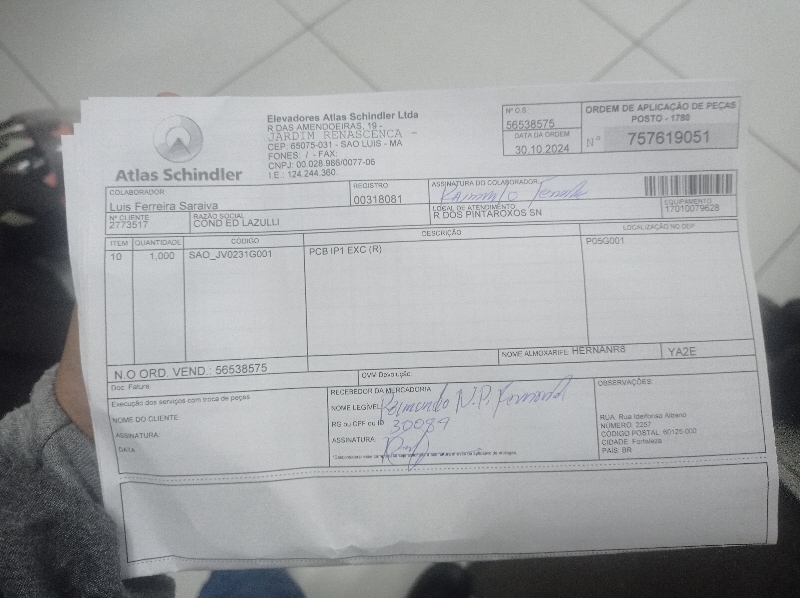 Atlas Schindler
Elevadores Atlas Schindler Ltda
R DAS AMENDOEIRAS, 19 -
JARDIM RENASCENCA -
CEP: 65075-031 - SAO LUIS - MA
FONES: / - FAX:
CNPJ: 00.028.986/0077-06
I.E.: 124.244.360
Nº O.S.
56538575
DATA DA ORDEM
30.10.2024
ORDEM DE APLICAÇÃO DE PEÇAS
POSTO - 1780
Nº 757619051
COLABORADOR
Luis Ferreira Saraiva
REGISTRO
00318081
ASSINATURA DO COLABORADOR
Nº CLIENTE
2773517
RAZÃO SOCIAL
COND ED LAZULLI
LOCAL DE ATENDIMENTO
R DOS PINTAROXOS SN
EQUIPAMENTO
17010079628
ITEM QUANTIDADE CÓDIGO DESCRIÇÃO LOCALIZAÇÃO NO DEP
10 1,000 SAO_JV0231G001 PCB IP1 EXC (R) P05G001
N.O ORD. VEND.: 56538575
NOME ALMOXARIFE: HERNANR8 YA2E
Doc. Fatura:
OVM Devolução:
Execução dos serviços com troca de peças
NOME DO CLIENTE:
ASSINATURA:
DATA
RECEBEDOR DA MERCADORIA
NOME LEGÍVEL: Raimundo N.P.
RG ou CPF ou ID 30089
ASSINATURA:
OBSERVAÇÕES:
RUA: Rua Ildefonso Albano
NÚMERO: 2257
CÓDIGO POSTAL: 60125-000
CIDADE: Fortaleza
PAIS: BR